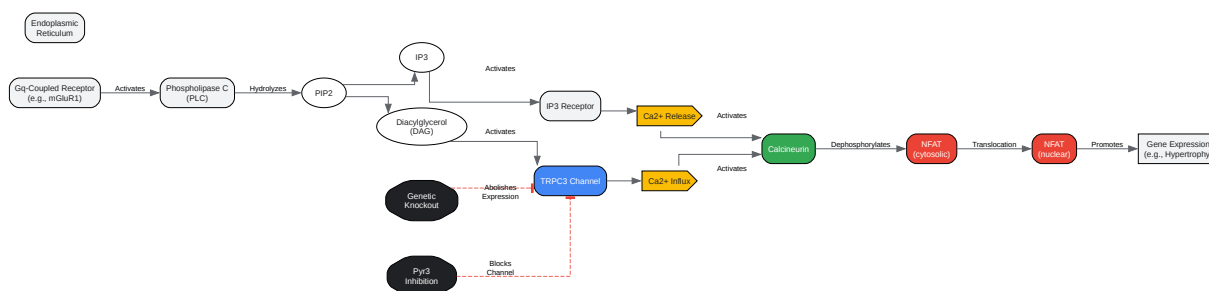 Endoplasmic
Reticulum
IP3
Activates
Gq-Coupled Receptor
(e.g., mGluR1)
Activates
Phospholipase C
(PLC)
Hydrolyzes
PIP2
IP3 Receptor
Ca2+ Release
Activates
Diacylglycerol
(DAG)
Activates
Calcineurin
Dephosphorylates
NFAT
(cytosolic)
Translocation
NFAT
(nuclear)
Promotes
Gene Expression
(e.g., Hypertrophy
Activates
TRPC3 Channel
Ca2+ Influx
Genetic
Knockout
Abolishes
Expression
Pyr3
Inhibition
Blocks
Channel